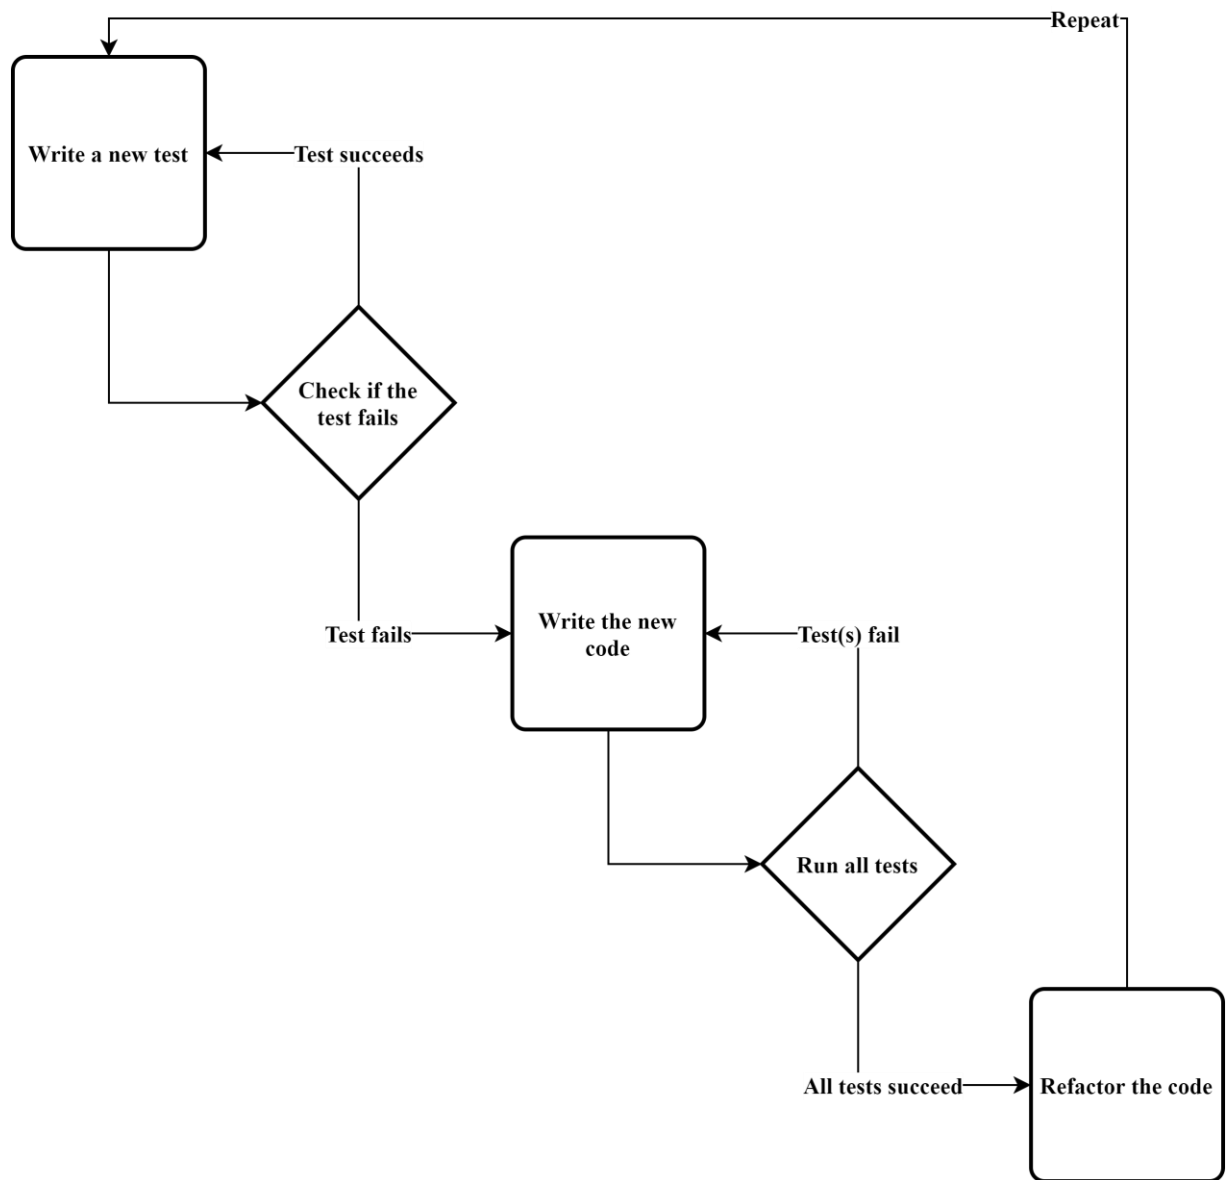 Repeat
Write a new test
Test succeeds
Check if the
test fails
Test fails
Write the new
code
Test(s) fail
Run all tests
All tests succeed
Refactor the code